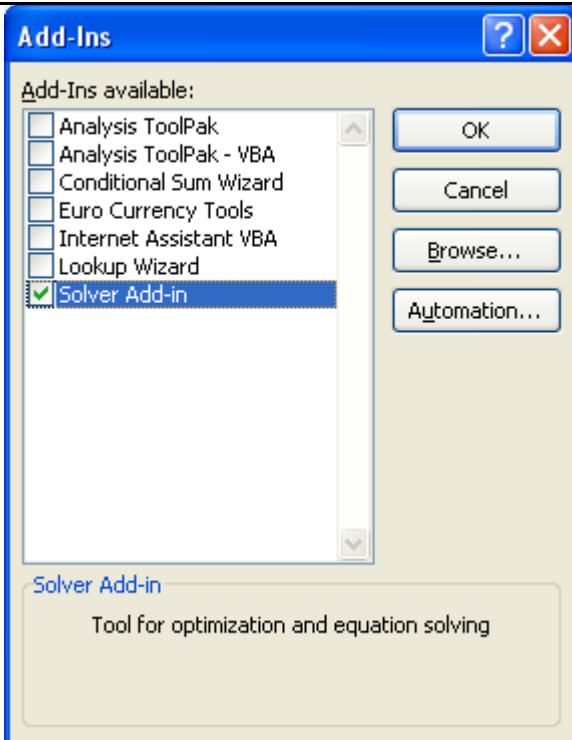 Add-Ins
Add-Ins available:
Analysis ToolPak
Analysis ToolPak - VBA
Conditional Sum Wizard
Euro Currency Tools
Internet Assistant VBA
Lookup Wizard
Solver Add-in
OK
Cancel
Browse...
Automation...
Solver Add-in
Tool for optimization and equation solving